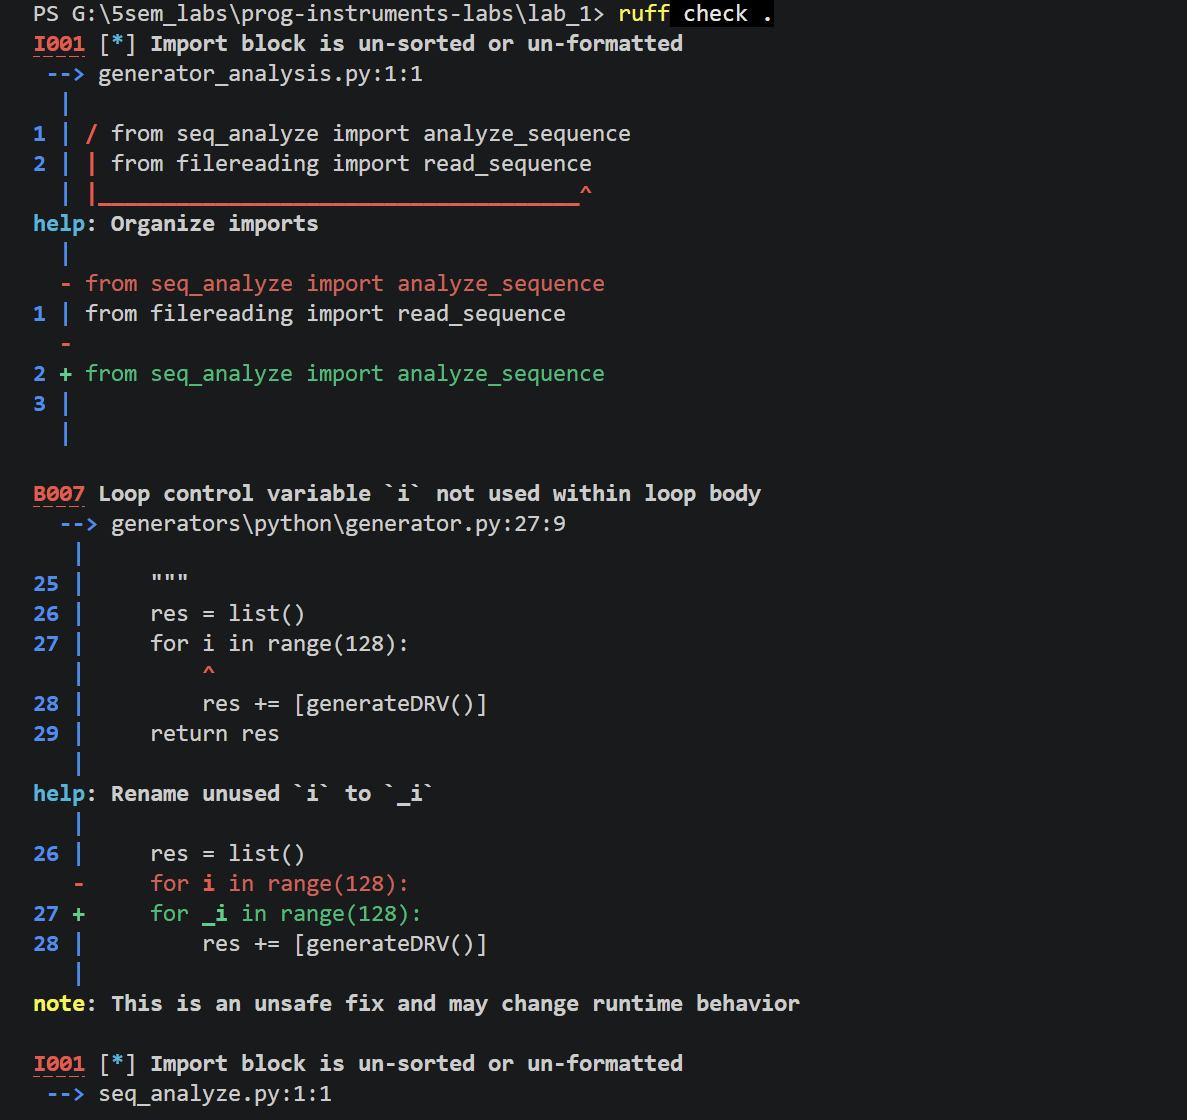 PS G:\5sem_labs\prog-instruments-labs\lab_1> ruff check .
I001 [*] Import block is un-sorted or un-formatted
 --> generator_analysis.py:1:1
  |
1 | / from seq_analyze import analyze_sequence
2 | | from filereading import read_sequence
  | |_____________________________________^
help: Organize imports
  |
  - from seq_analyze import analyze_sequence
1 | from filereading import read_sequence
  -
2 + from seq_analyze import analyze_sequence
3 |
  |
B007 Loop control variable `i` not used within loop body
  --> generators\python\generator.py:27:9
   |
25 |     """
26 |     res = list()
27 |     for i in range(128):
   |         ^
28 |         res += [generateDRV()]
29 |     return res
   |
help: Rename unused `i` to `_i`
   |
26 |     res = list()
   -     for i in range(128):
27 +     for _i in range(128):
28 |         res += [generateDRV()]
   |
note: This is an unsafe fix and may change runtime behavior
I001 [*] Import block is un-sorted or un-formatted
 --> seq_analyze.py:1:1